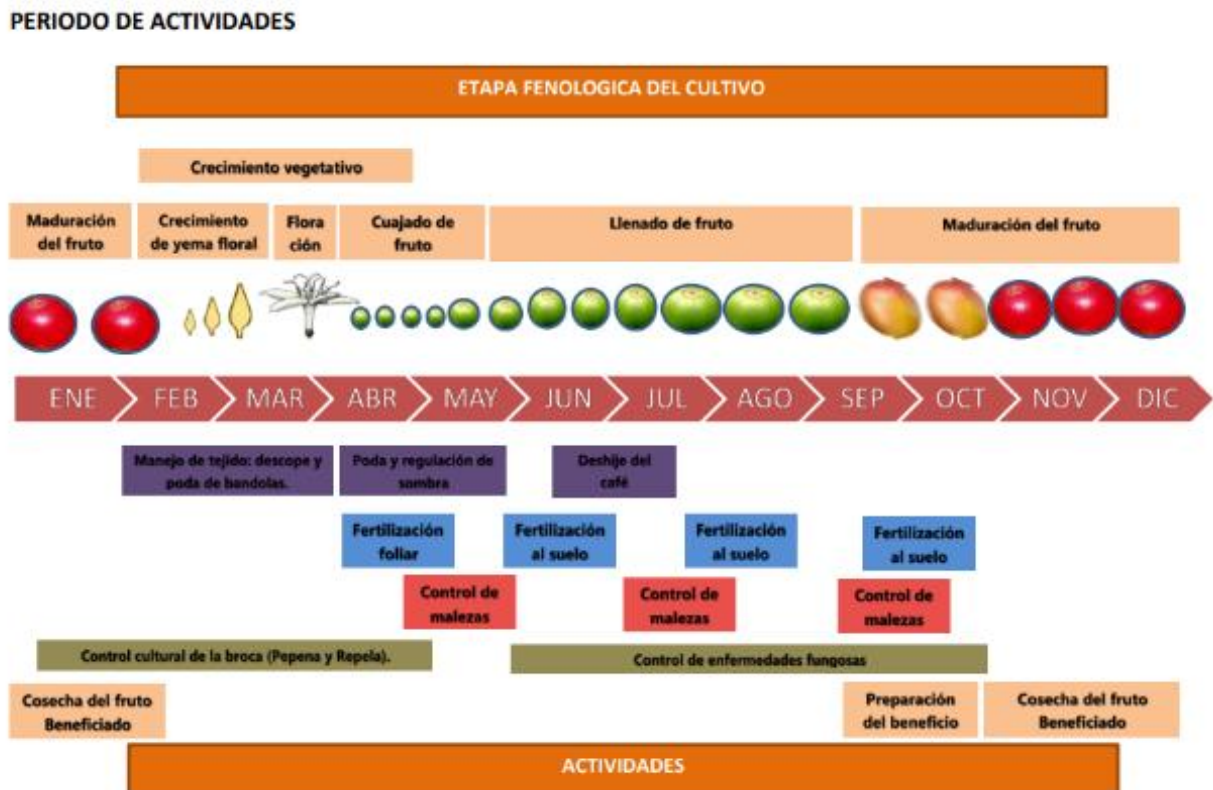 PERIODO DE ACTIVIDADES
ETAPA FENOLOGICA DEL CULTIVO
Crecimiento vegetativo
Maduración
del fruto
Crecimiento
de yema floral
Flora
ción
Cuajado de
fruto
Llenado de fruto
Maduración del fruto
ENE
FEB
MAR
ABR
MAY
JUN
JUL
AGO
SEP
OCT
NOV
DIC
Manejo de tejido: descope y
poda de bandolas.
Poda y regulación de
sombra
Deshije del
café
Fertilización
foliar
Fertilización
al suelo
Fertilización
al suelo
Fertilización
al suelo
Control de
malezas
Control de
malezas
Control de
malezas
Control cultural de la broca (Pepena y Repela).
Control de enfermedades fungosas
Cosecha del fruto
Beneficiado
Preparación
del beneficio
Cosecha del fruto
Beneficiado
ACTIVIDADES